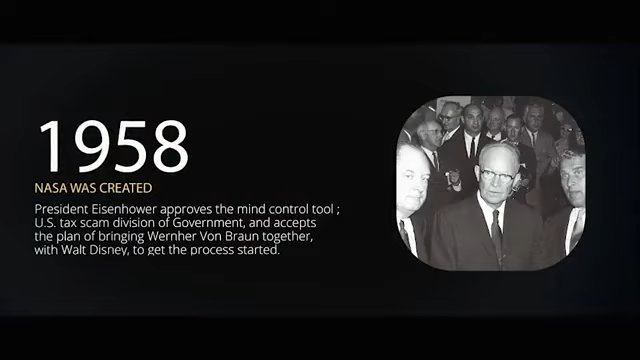 1958
NASA WAS CREATED
President Eisenhower approves the mind control tool ;
U.S. tax scam division of Government, and accepts
the plan of bringing Wernher Von Braun together,
with Walt Disney, to get the process started.